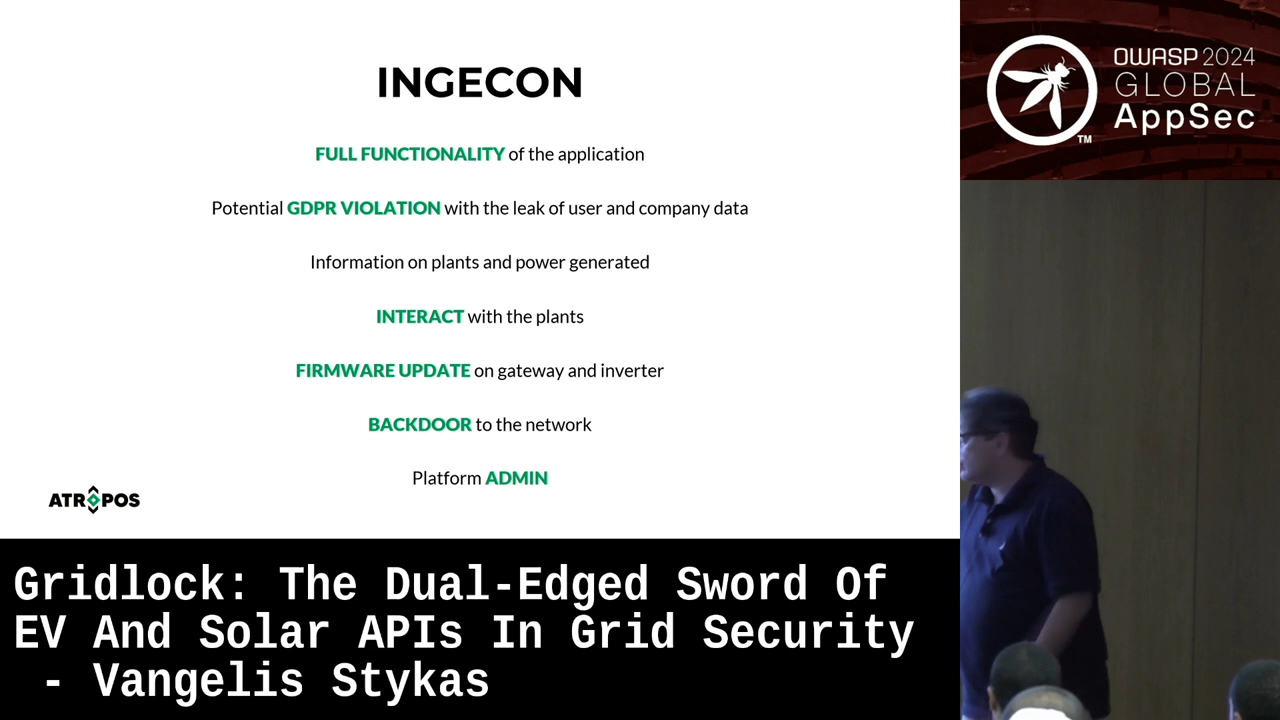 INGECON
FULL FUNCTIONALITY of the application
Potential GDPR VIOLATION with the leak of user and company data
Information on plants and power generated
INTERACT with the plants
FIRMWARE UPDATE on gateway and inverter
BACKDOOR to the network
Platform ADMIN
ATROPOS
OWASP 2024
GLOBAL
AppSec
TM
Gridlock: The Dual-Edged Sword Of
EV And Solar APIs In Grid Security
- Vangelis Stykas